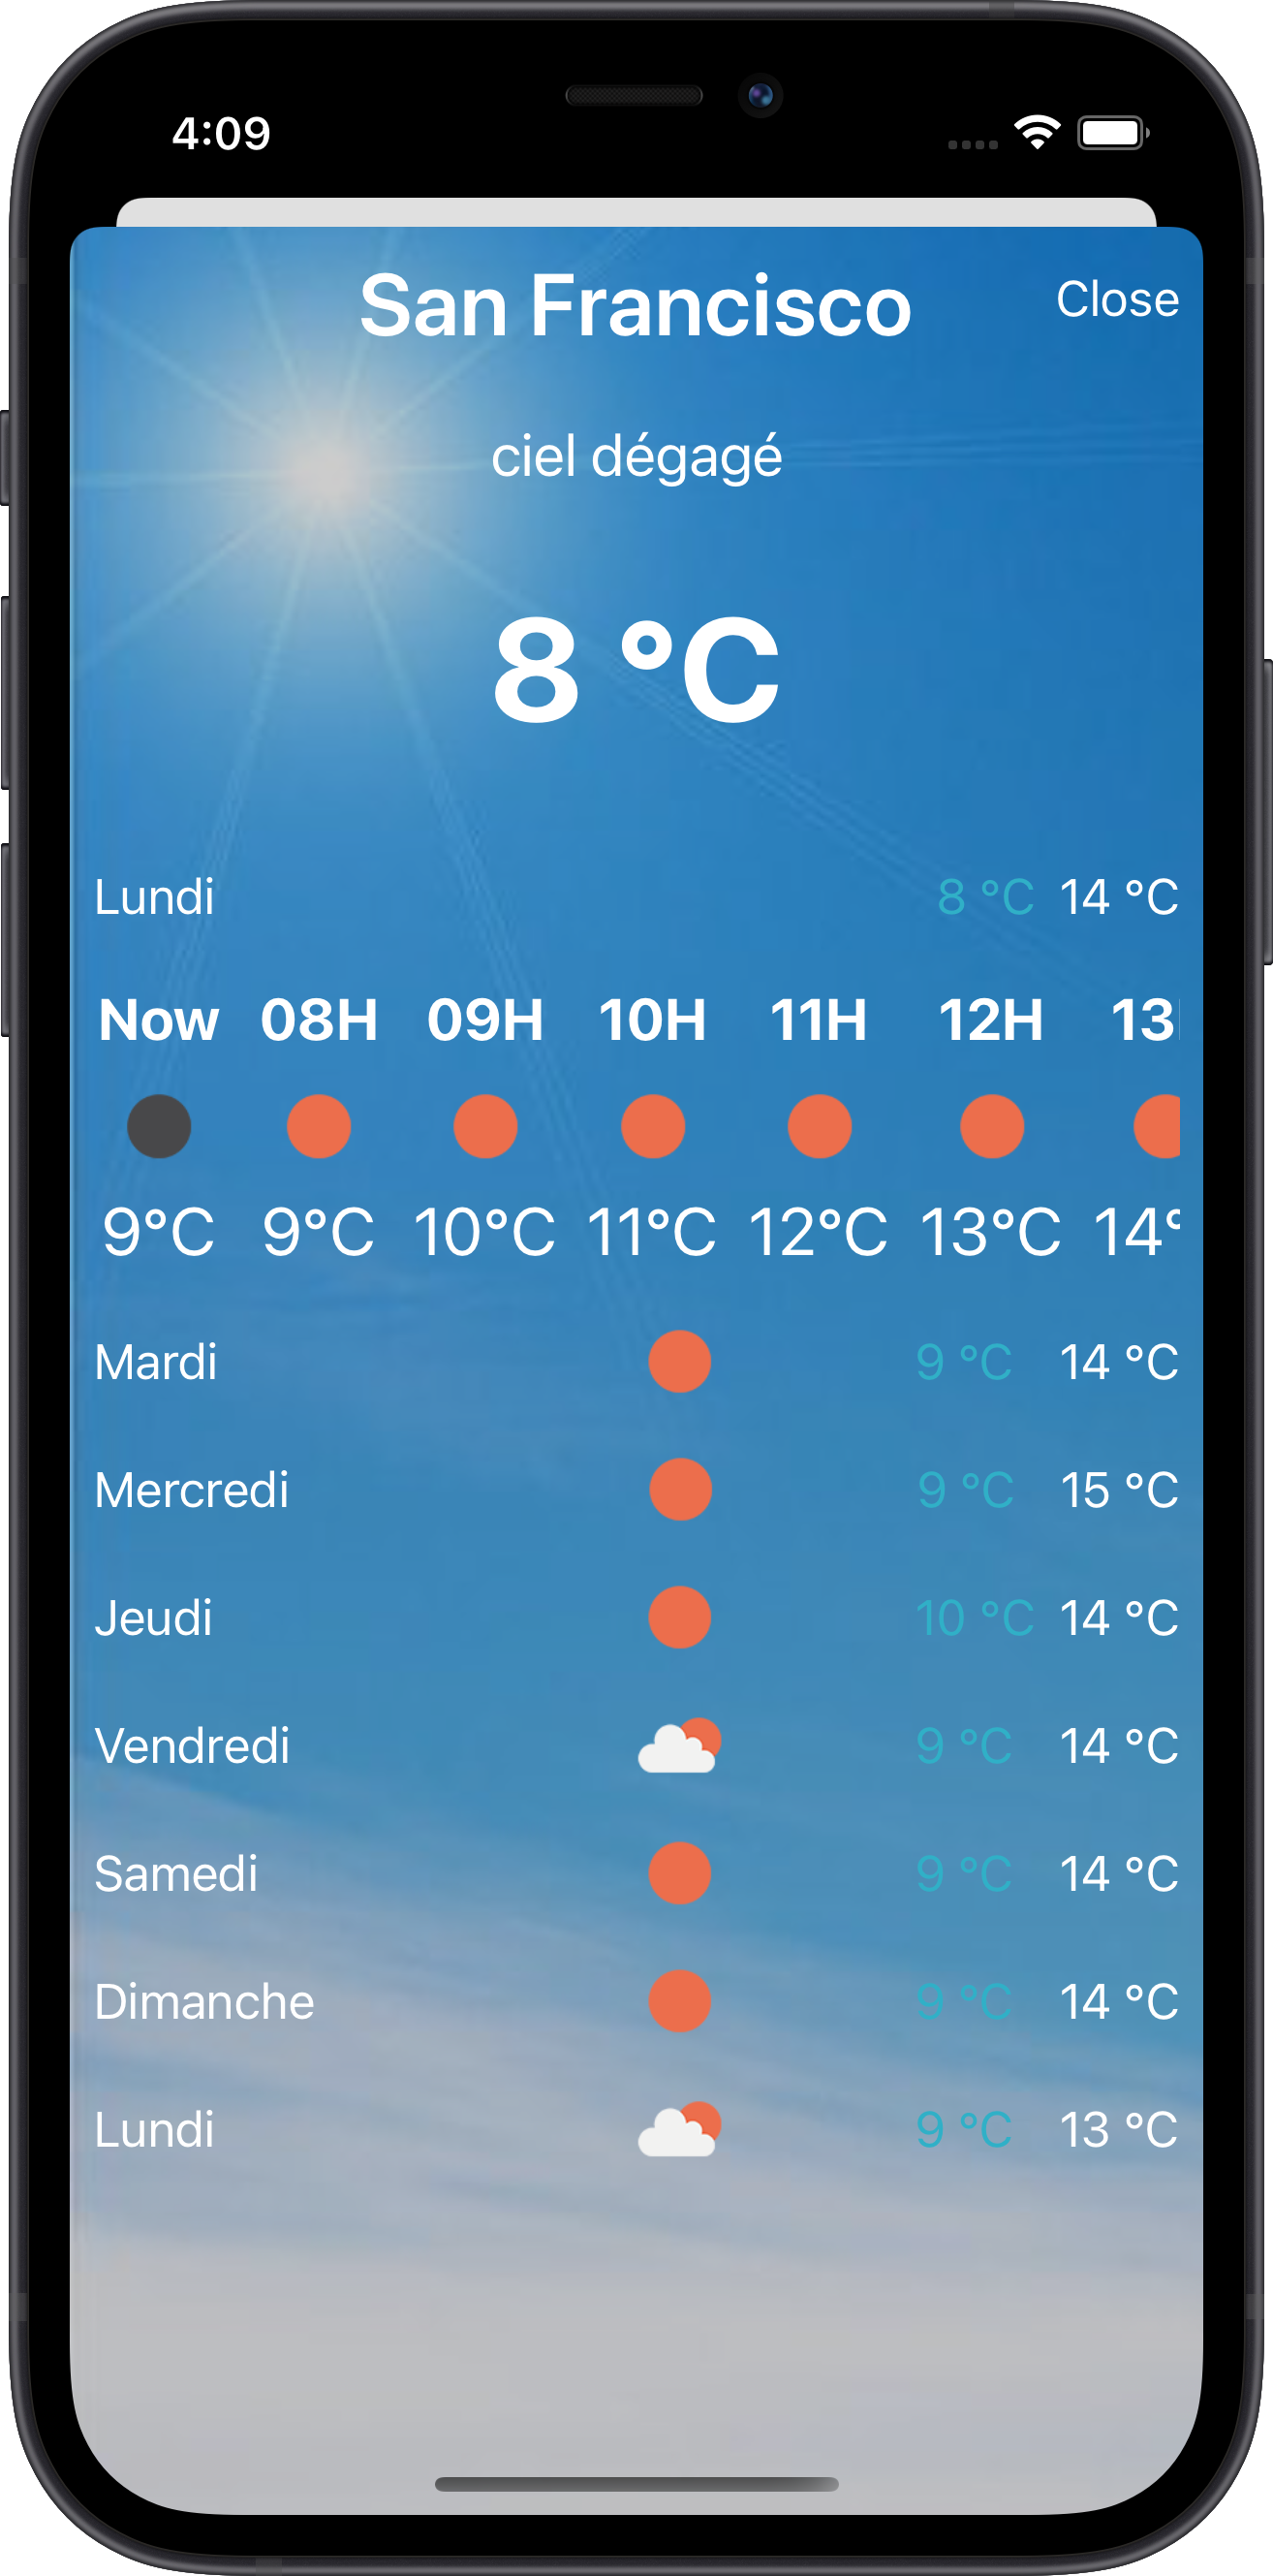 4:09
San Francisco
Close
ciel dégagé
8 °C
Lundi 8 °C 14 °C
Now 08H 09H 10H 11H 12H 13
9°C 9°C 10°C 11°C 12°C 13°C 14°
Mardi 9 °C 14 °C
Mercredi 9 °C 15 °C
Jeudi 10 °C 14 °C
Vendredi 9 °C 14 °C
Samedi 9 °C 14 °C
Dimanche 9 °C 14 °C
Lundi 9 °C 13 °C